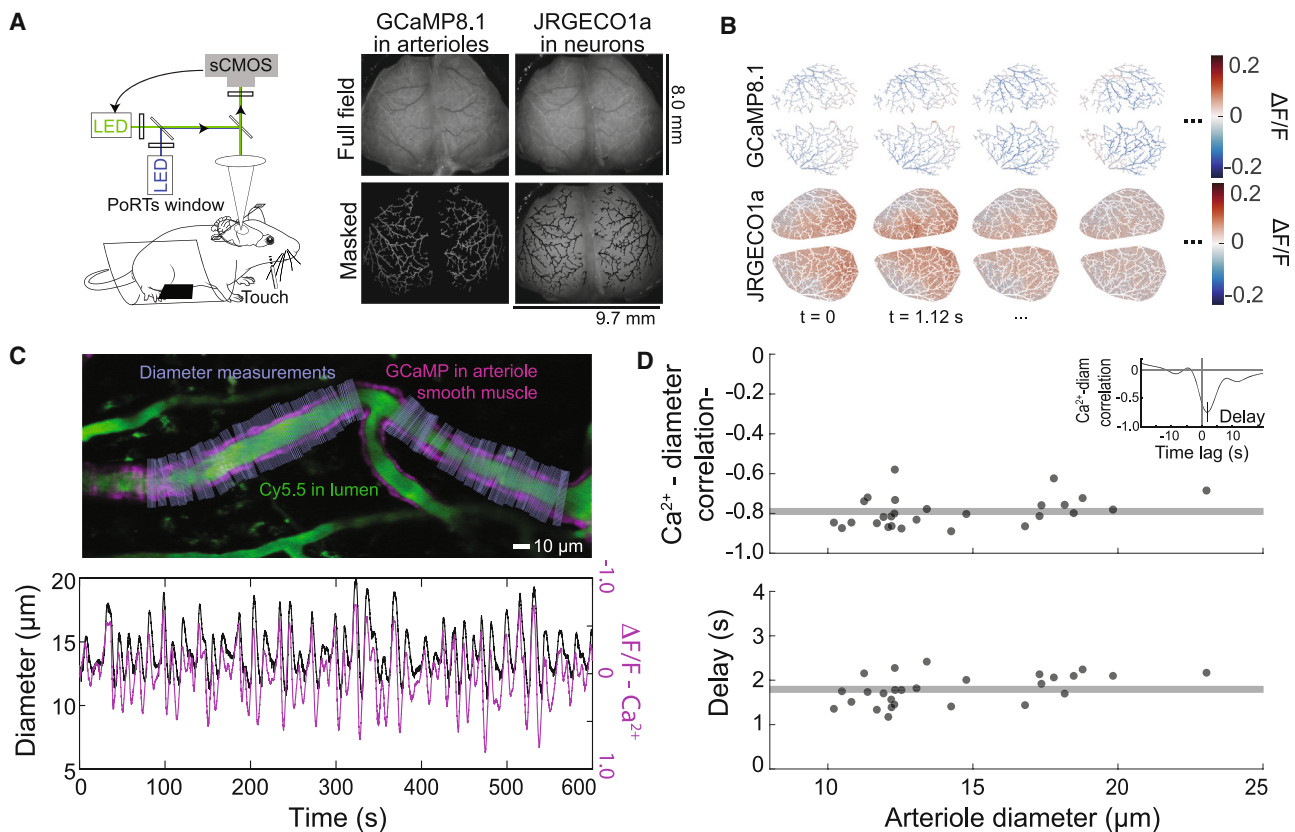 A
GCaMP8.1
in arterioles
JRGECO1a
in neurons
sCMOS
LED
LED
PoRTs window
Touch
Full field
Masked
8.0 mm
9.7 mm
B
GCaMP8.1
JRGECO1a
...
...
0.2
0
-0.2
ΔF/F
0.2
0
-0.2
ΔF/F
t = 0
t = 1.12 s
...
C
Diameter measurements
GCaMP in arteriole
smooth muscle
Cy5.5 in lumen
10 µm
Diameter (µm)
20
15
10
5
-1.0
0
1.0
ΔF/F - Ca²⁺
0
100
200
300
400
500
600
Time (s)
D
Ca²⁺ - diameter
correlation-
0
-0.2
-0.4
-0.6
-0.8
-1.0
Ca²⁺-diam
correlation
0
-0.5
-1.0
Delay
-10
0
10
Time lag (s)
Delay (s)
4
3
2
1
0
10
15
20
25
Arteriole diameter (µm)